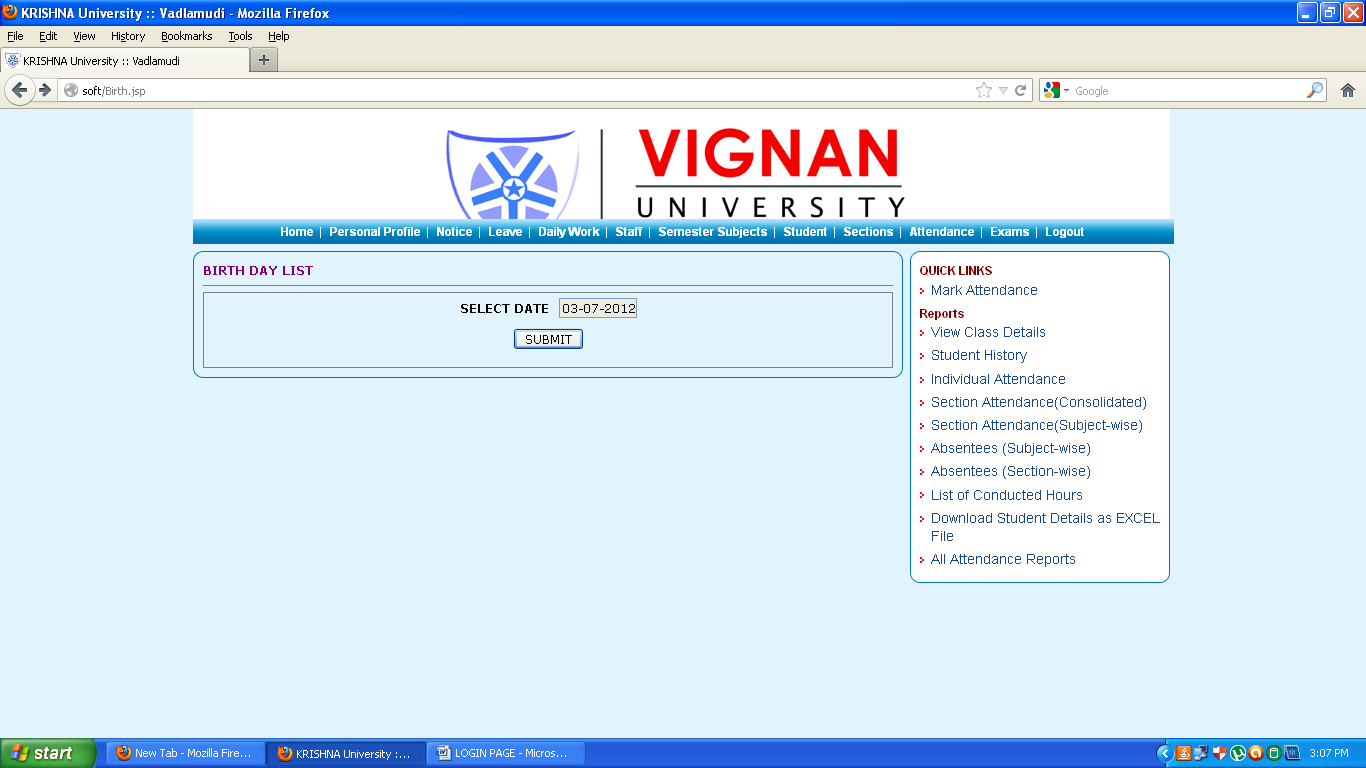 KRISHNA University :: Vadlamudi - Mozilla Firefox
File Edit View History Bookmarks Tools Help
KRISHNA University :: Vadlamudi
soft/Birth.jsp
Google
VIGNAN
UNIVERSITY
Home | Personal Profile | Notice | Leave | Daily Work | Staff | Semester Subjects | Student | Sections | Attendance | Exams | Logout
BIRTH DAY LIST
SELECT DATE 03-07-2012
SUBMIT
QUICK LINKS
Mark Attendance
Reports
View Class Details
Student History
Individual Attendance
Section Attendance(Consolidated)
Section Attendance(Subject-wise)
Absentees (Subject-wise)
Absentees (Section-wise)
List of Conducted Hours
Download Student Details as EXCEL
File
All Attendance Reports
start New Tab - Mozilla Fire... KRISHNA University :... LOGIN PAGE - Micros... 3:07 PM